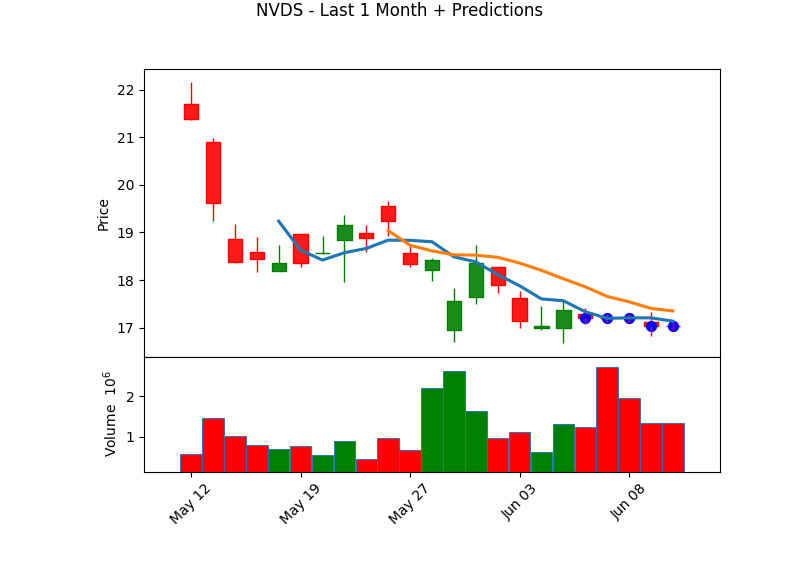 NVDS - Last 1 Month + Predictions
22
21
20
19
18
17
Price
2
1
Volume 10^6
May 12
May 19
May 27
Jun 03
Jun 08